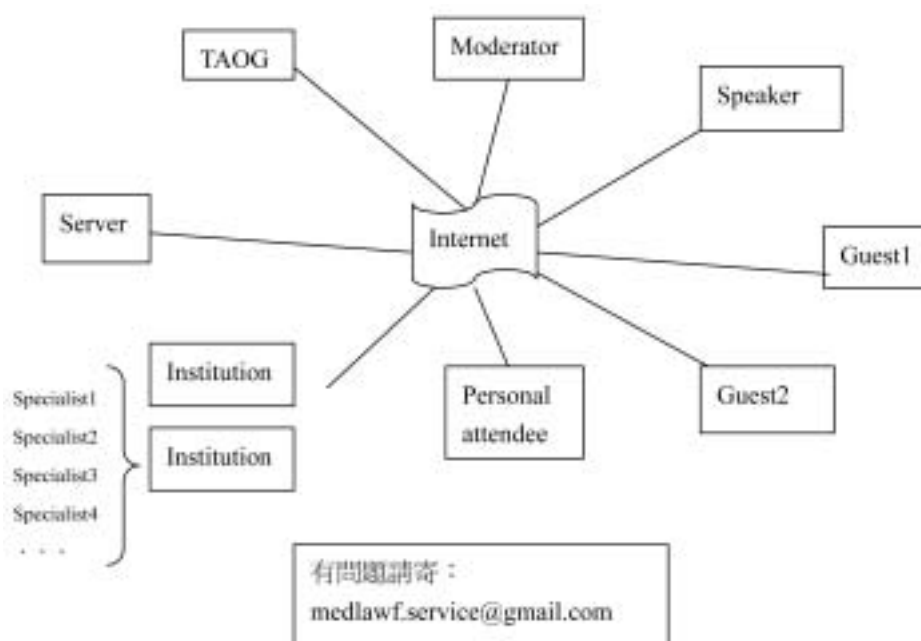 TAOG
Moderator
Speaker
Server
Internet
Guest1
Institution
Personal
attendee
Guest2
Specialist1
Specialist2
Institution
Specialist3
Specialist4
. . .
有問題請寄：
medlawf.service@gmail.com